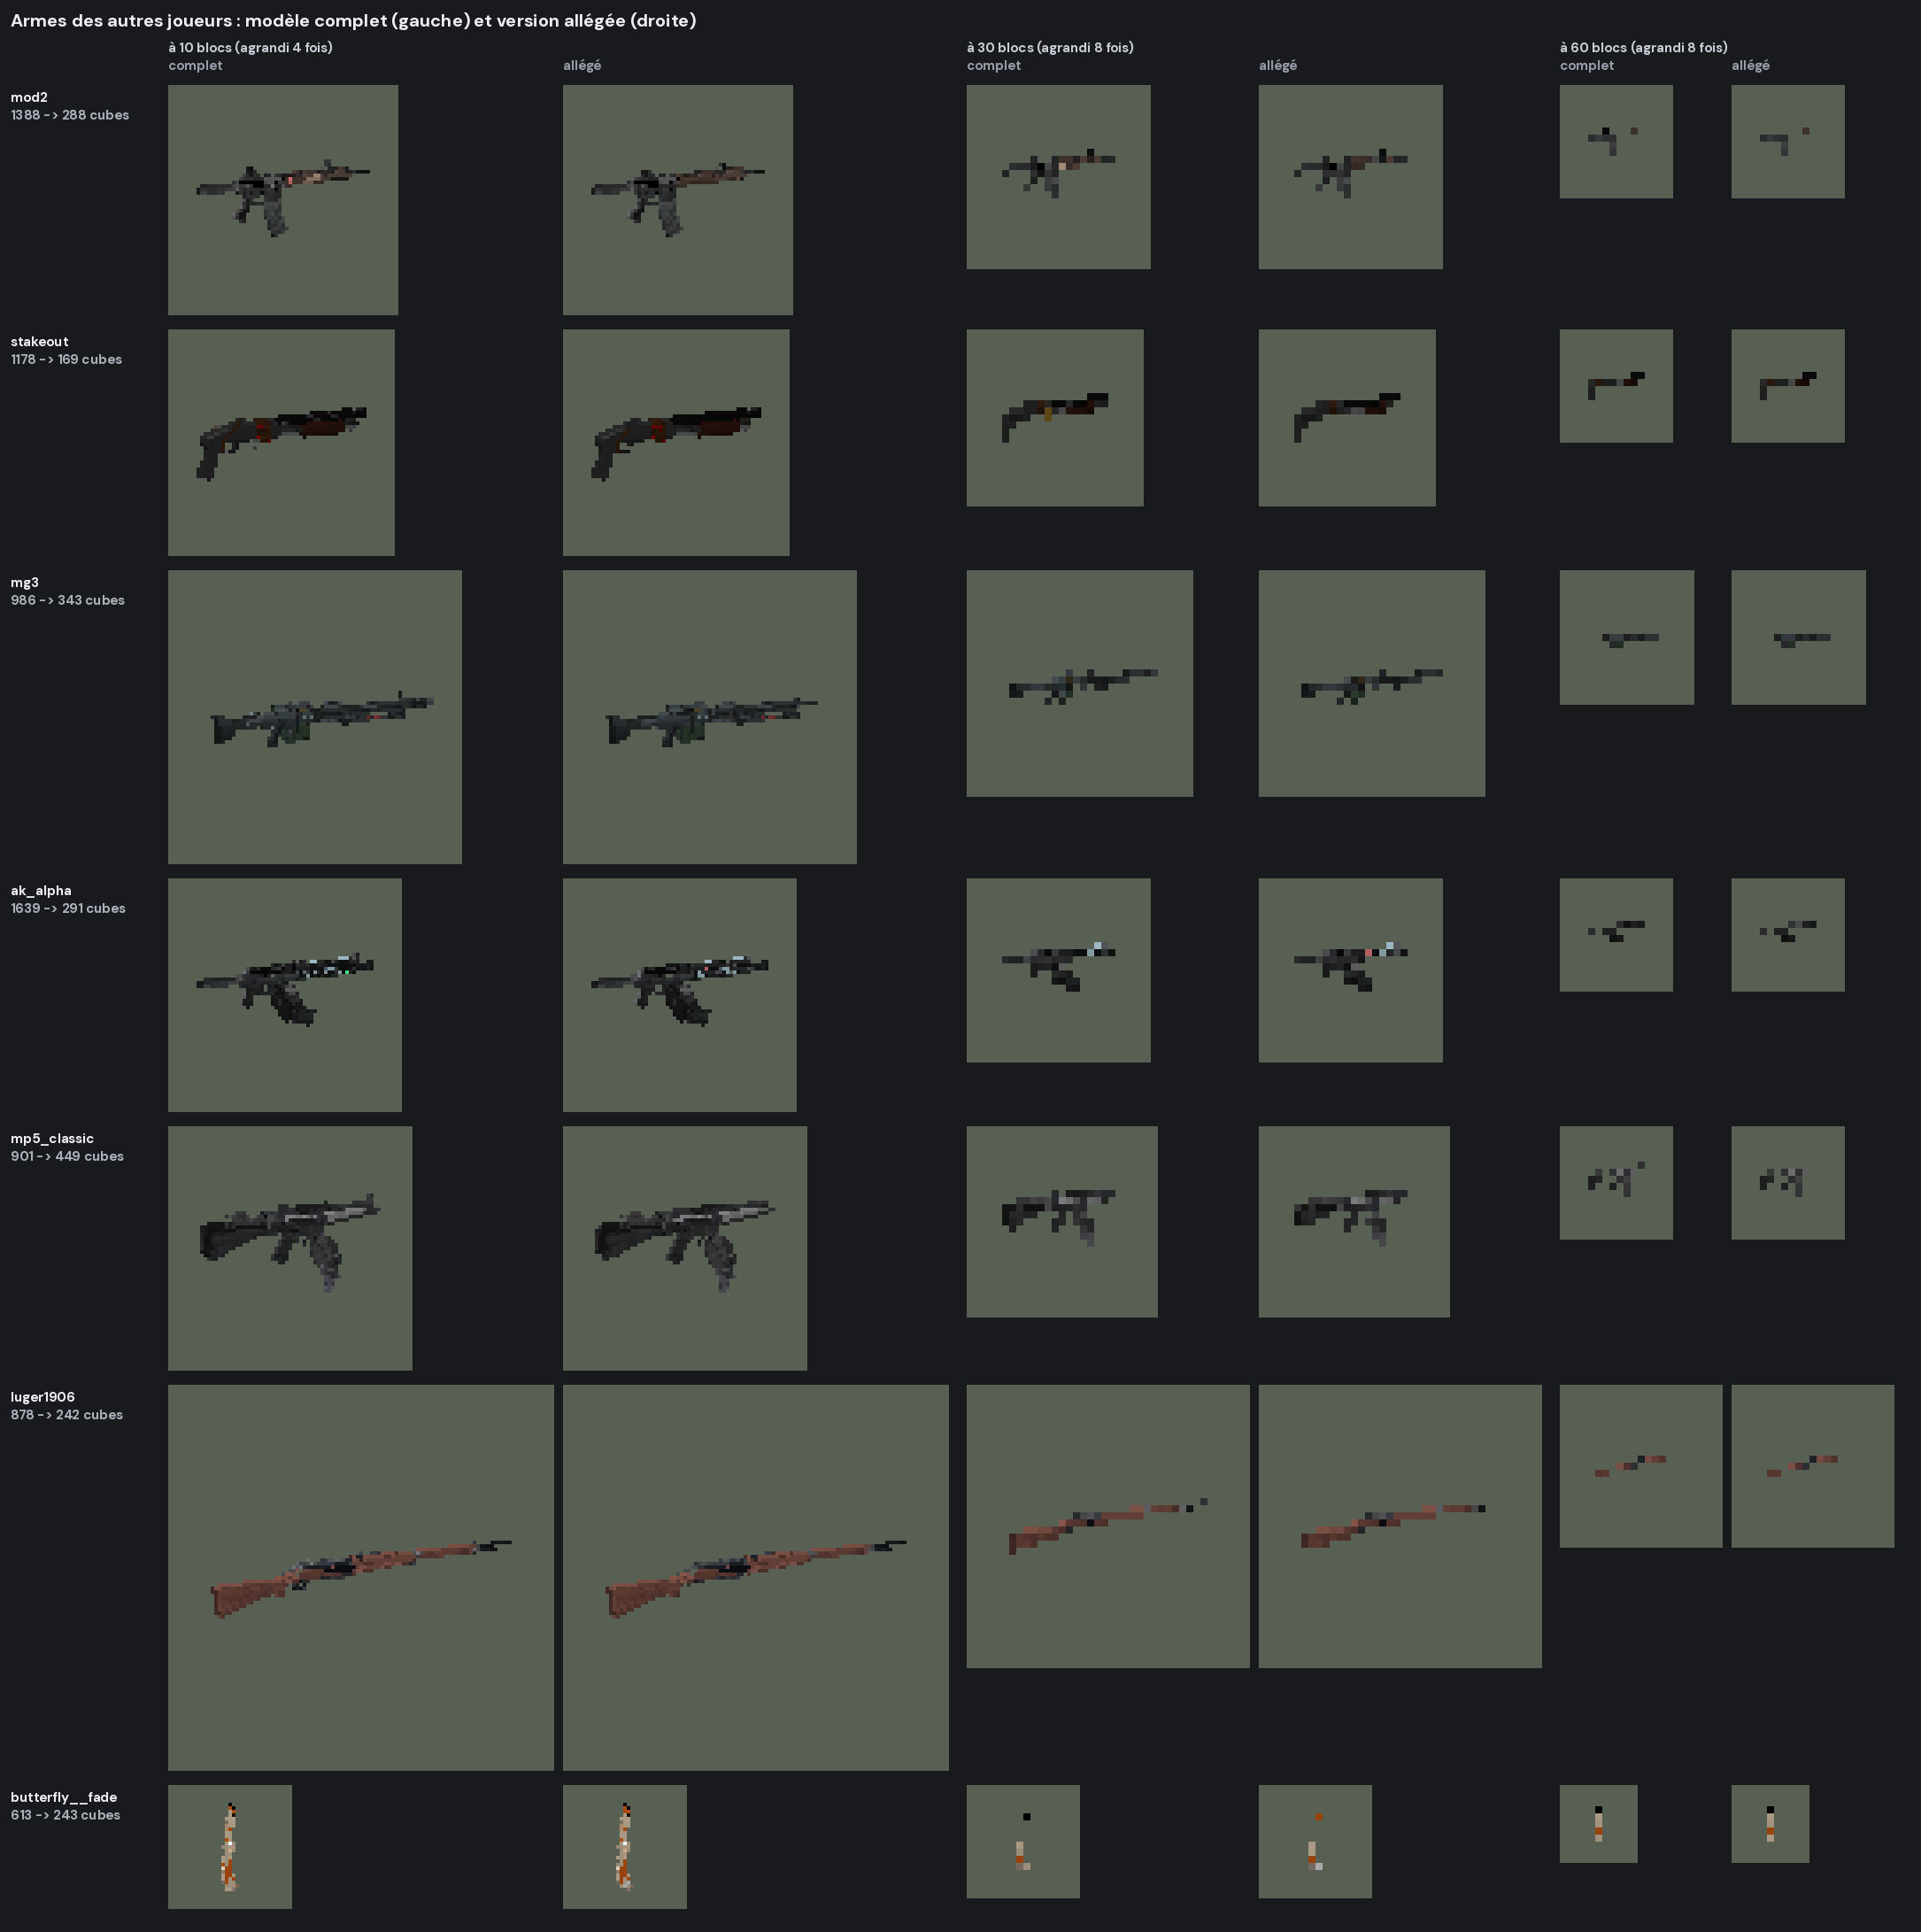 Armes des autres joueurs : modèle complet (gauche) et version allégée (droite)
à 10 blocs (agrandi 4 fois)
complet
allégé
à 30 blocs (agrandi 8 fois)
complet
allégé
à 60 blocs (agrandi 8 fois)
complet
allégé
mod2
1388 -> 288 cubes
stakeout
1178 -> 169 cubes
mg3
986 -> 343 cubes
ak_alpha
1639 -> 291 cubes
mp5_classic
901 -> 449 cubes
luger1906
878 -> 242 cubes
butterfly__fade
613 -> 243 cubes